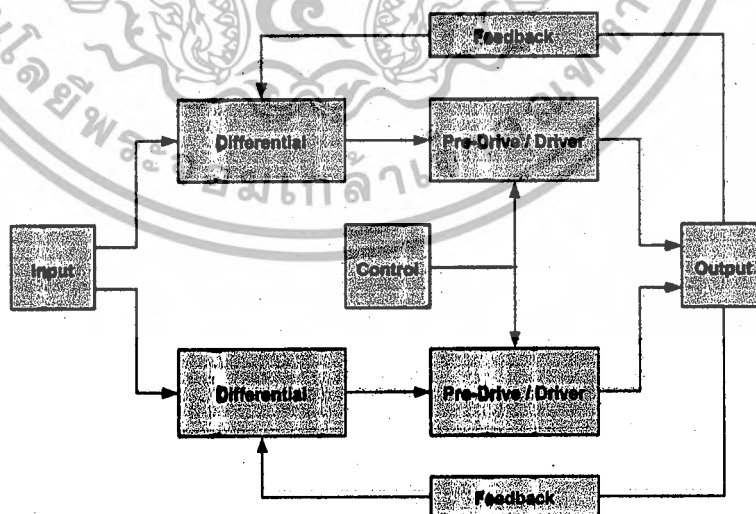 Feedback
Differential
Pre-Drive / Driver
Input
Control
Output
Differential
Pre-Drive / Driver
Feedback